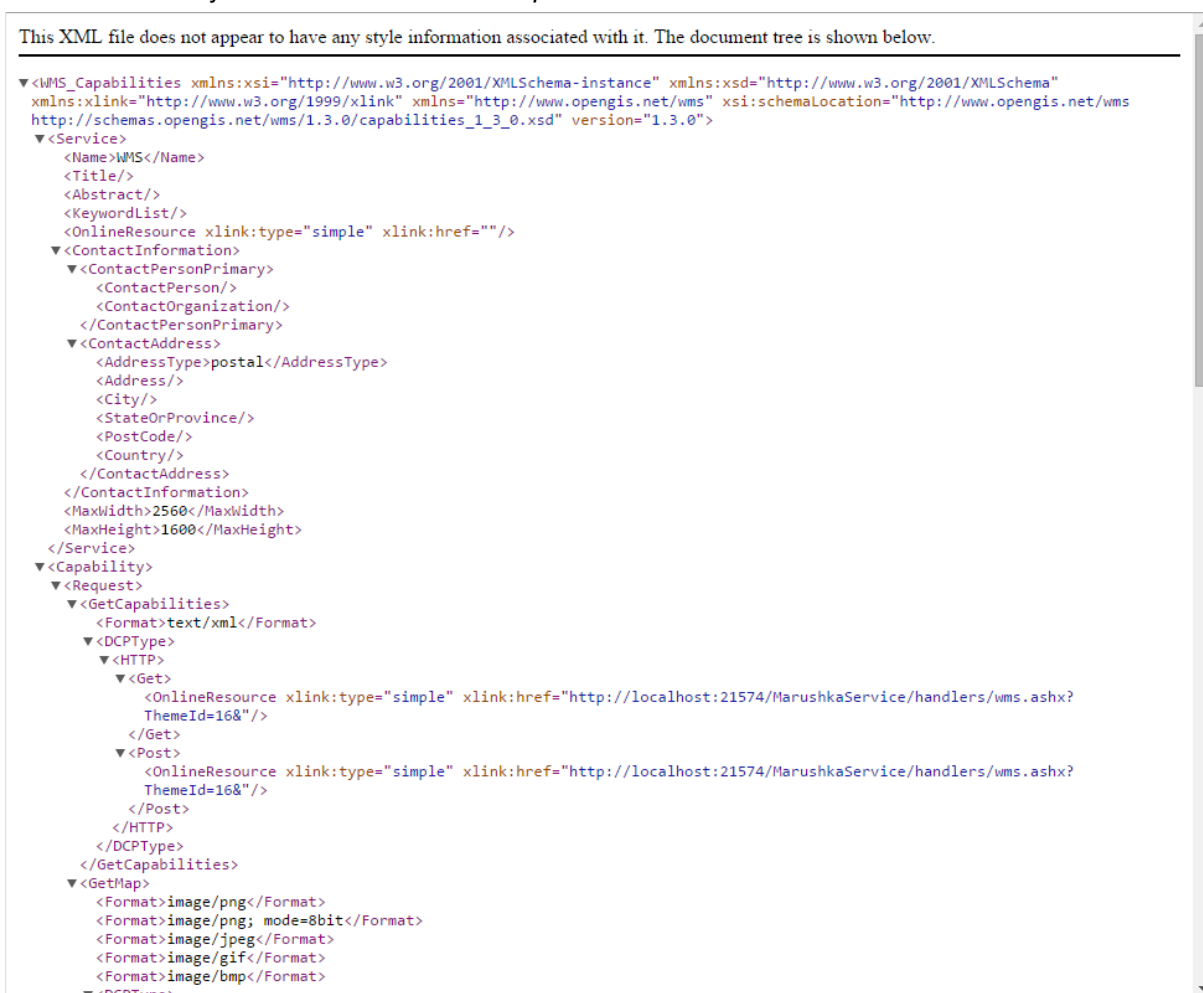 This XML file does not appear to have any style information associated with it. The document tree is shown below.
▼<WMS_Capabilities xmlns:xsi="http://www.w3.org/2001/XMLSchema-instance" xmlns:xsd="http://www.w3.org/2001/XMLSchema"
xmlns:xlink="http://www.w3.org/1999/xlink" xmlns="http://www.opengis.net/wms" xsi:schemaLocation="http://www.opengis.net/wms
http://schemas.opengis.net/wms/1.3.0/capabilities_1_3_0.xsd" version="1.3.0">
▼<Service>
<Name>WMS</Name>
<Title/>
<Abstract/>
<KeywordList/>
<OnlineResource xlink:type="simple" xlink:href=""/>
▼<ContactInformation>
▼<ContactPersonPrimary>
<ContactPerson/>
<ContactOrganization/>
</ContactPersonPrimary>
▼<ContactAddress>
<AddressType>postal</AddressType>
<Address/>
<City/>
<StateOrProvince/>
<PostCode/>
<Country/>
</ContactAddress>
</ContactInformation>
<MaxWidth>2560</MaxWidth>
<MaxHeight>1600</MaxHeight>
</Service>
▼<Capability>
▼<Request>
▼<GetCapabilities>
<Format>text/xml</Format>
▼<DCPType>
▼<HTTP>
▼<Get>
<OnlineResource xlink:type="simple" xlink:href="http://localhost:21574/MarushkaService/handlers/wms.ashx?
ThemeId=16&"/>
</Get>
▼<Post>
<OnlineResource xlink:type="simple" xlink:href="http://localhost:21574/MarushkaService/handlers/wms.ashx?
ThemeId=16&"/>
</Post>
</HTTP>
</DCPType>
</GetCapabilities>
▼<GetMap>
<Format>image/png</Format>
<Format>image/png; mode=8bit</Format>
<Format>image/jpeg</Format>
<Format>image/gif</Format>
<Format>image/bmp</Format>
▼<DCPType>